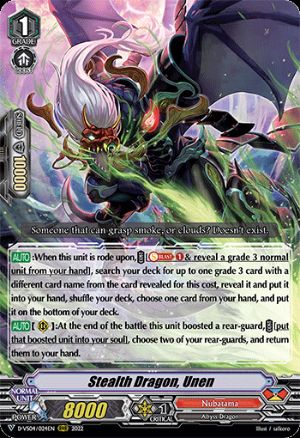 1
GRADE
BOOST
10000
Someone that can grasp smoke, or clouds? Doesn't exist.
AUTO :When this unit is rode upon, [COUNTER BLAST 1 & reveal a grade 3 normal
unit from your hand], search your deck for up to one grade 3 card with a
different card name from the card revealed for this cost, reveal it and put it
into your hand, shuffle your deck, choose one card from your hand, and put
it on the bottom of your deck.
AUTO :At the end of the battle this unit boosted a rear-guard, [put
that boosted unit into your soul], choose two of your rear-guards, and return
them to your hand.
Stealth Dragon, Unen
NORMAL
UNIT
POWER
8000
1
CRITICAL
Nubatama
Abyss Dragon
D-VS04/024EN
2022
Illust / saikoro